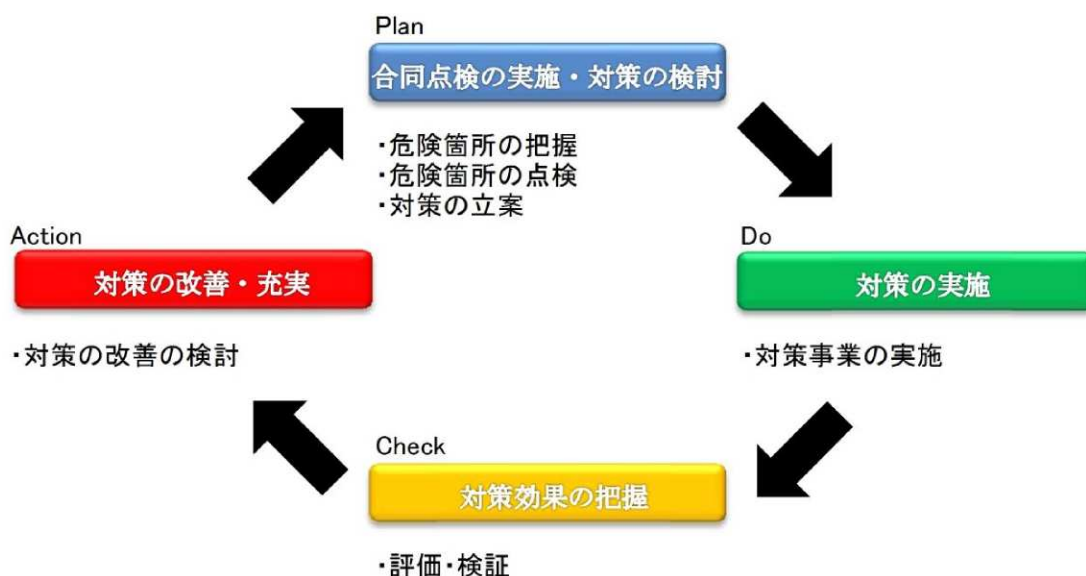 Plan
合同点検の実施・対策の検討
・危険箇所の把握
・危険箇所の点検
・対策の立案
Do
対策の実施
・対策事業の実施
Check
対策効果の把握
・評価・検証
Action
対策の改善・充実
・対策の改善の検討